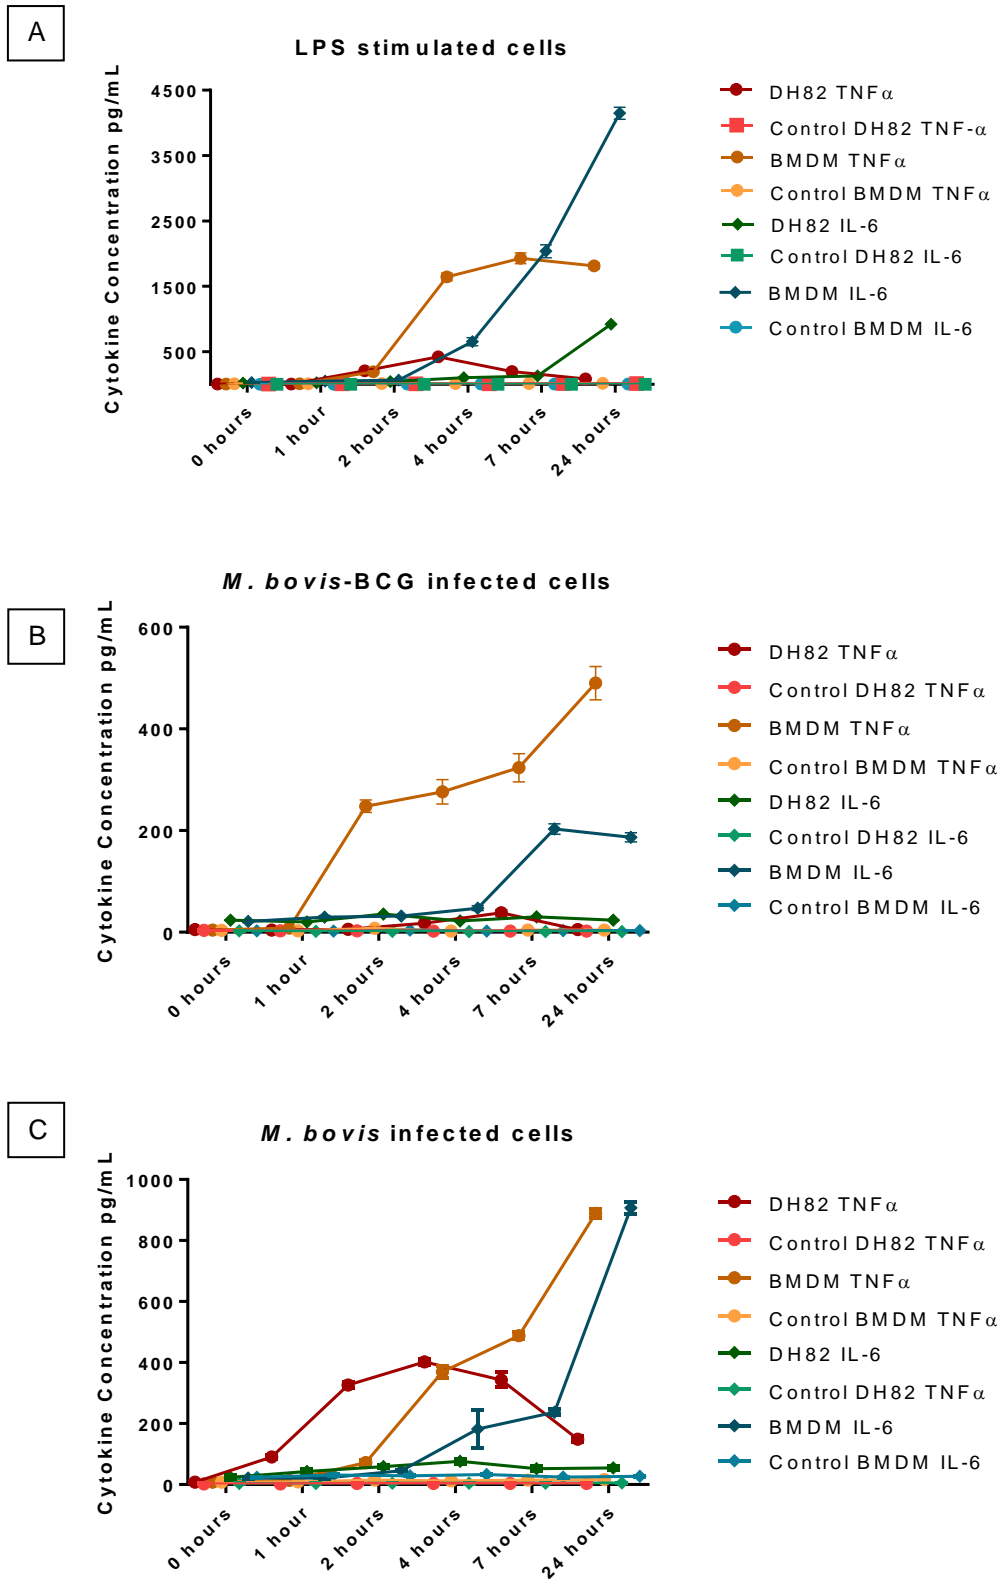 A
LPS stimulated cells
Cytokine Concentration pg/mL
4500
3500
2500
1500
500
0 hours
1 hour
2 hours
4 hours
7 hours
24 hours
DH82 TNFα
Control DH82 TNF-α
BMDM TNFα
Control BMDM TNFα
DH82 IL-6
Control DH82 IL-6
BMDM IL-6
Control BMDM IL-6
B
M. bovis-BCG infected cells
Cytokine Concentration pg/mL
600
400
200
0
0 hours
1 hour
2 hours
4 hours
7 hours
24 hours
DH82 TNFα
Control DH82 TNFα
BMDM TNFα
Control BMDM TNFα
DH82 IL-6
Control DH82 IL-6
BMDM IL-6
Control BMDM IL-6
C
M. bovis infected cells
Cytokine Concentration pg/mL
1000
800
600
400
200
0
0 hours
1 hour
2 hours
4 hours
7 hours
24 hours
DH82 TNFα
Control DH82 TNFα
BMDM TNFα
Control BMDM TNFα
DH82 IL-6
Control DH82 TNFα
BMDM IL-6
Control BMDM IL-6